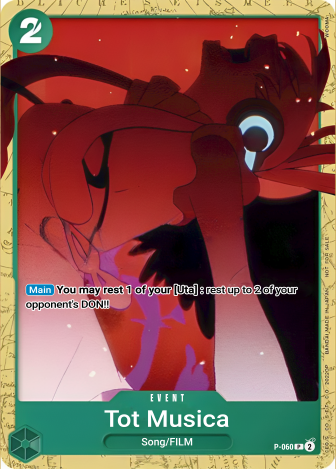 2
Main You may rest 1 of your [Uta] : rest up to 2 of your
opponent's DON!!
EVENT
Tot Musica
Song/FILM
P-060 P 2